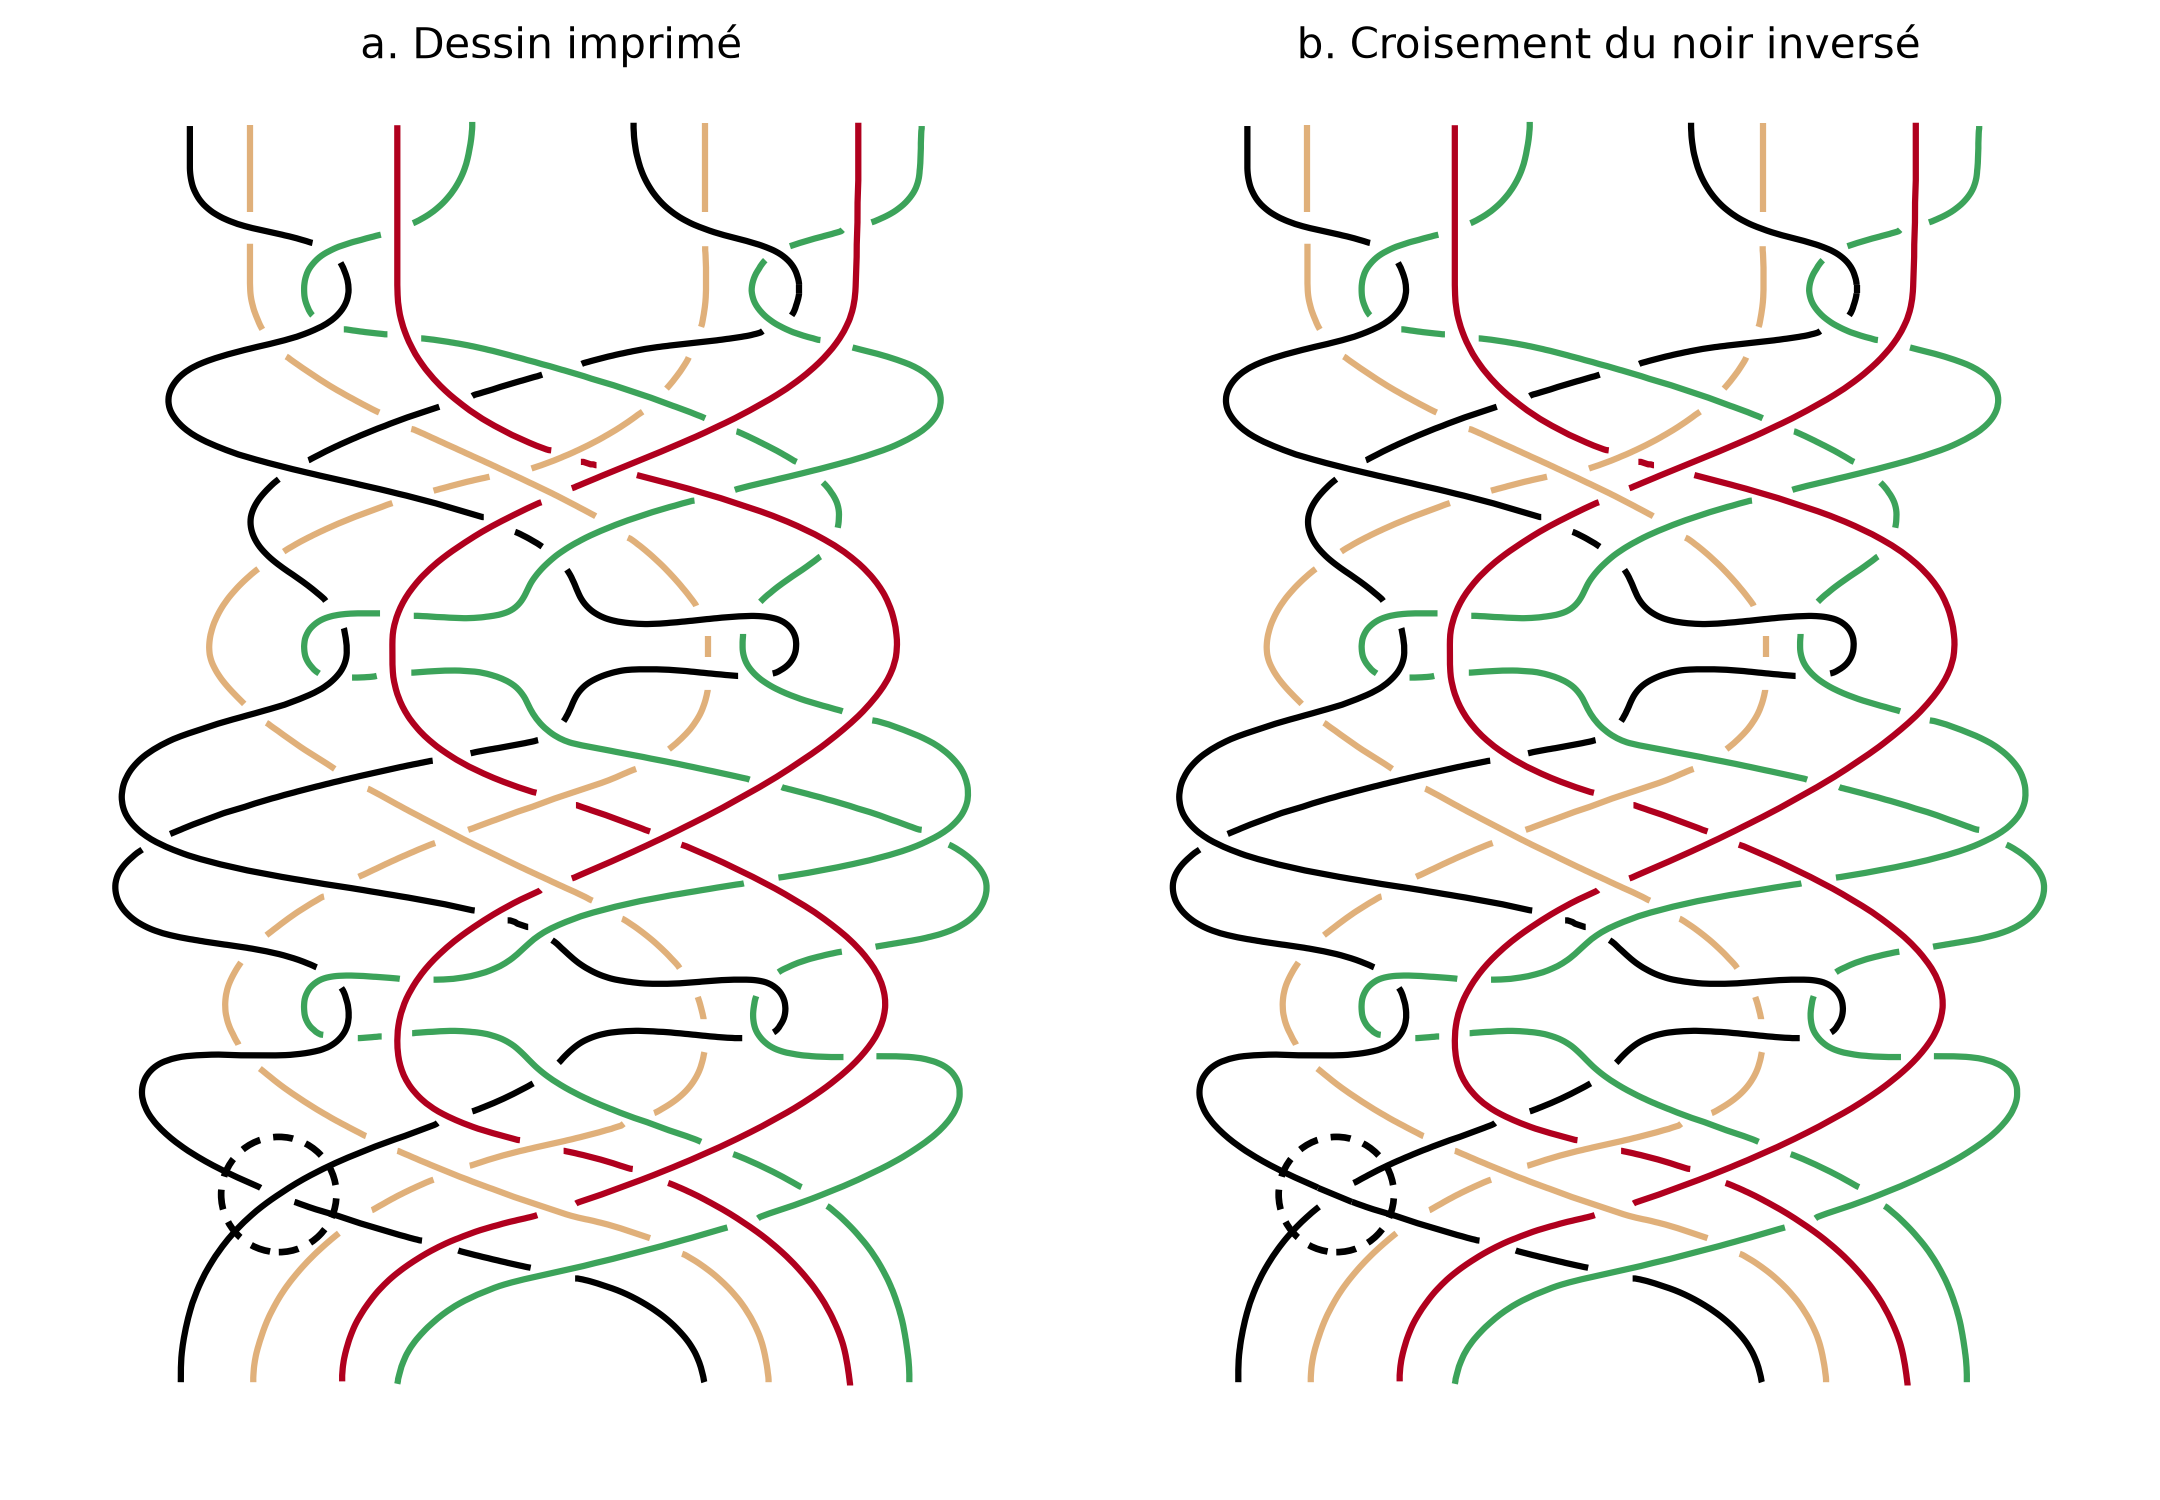 a. Dessin imprimé
b. Croisement du noir inversé